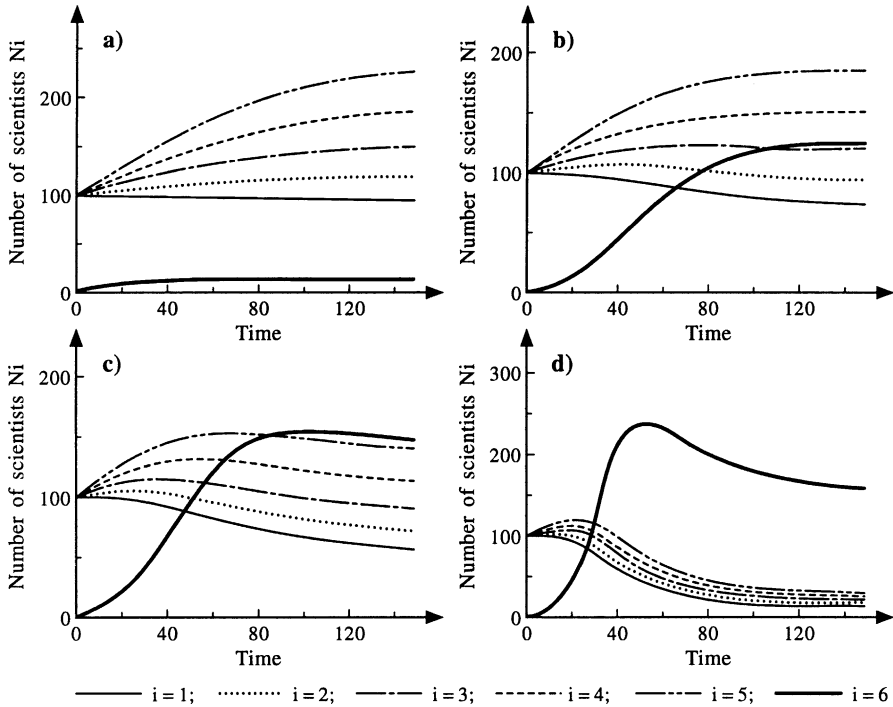 a)
Number of scientists Ni
200
100
0
0 40 80 120
Time
b)
Number of scientists Ni
200
100
0
0 40 80 120
Time
c)
Number of scientists Ni
200
100
0
0 40 80 120
Time
d)
Number of scientists Ni
300
200
100
0
0 40 80 120
Time
i = 1; i = 2; i = 3; i = 4; i = 5; i = 6